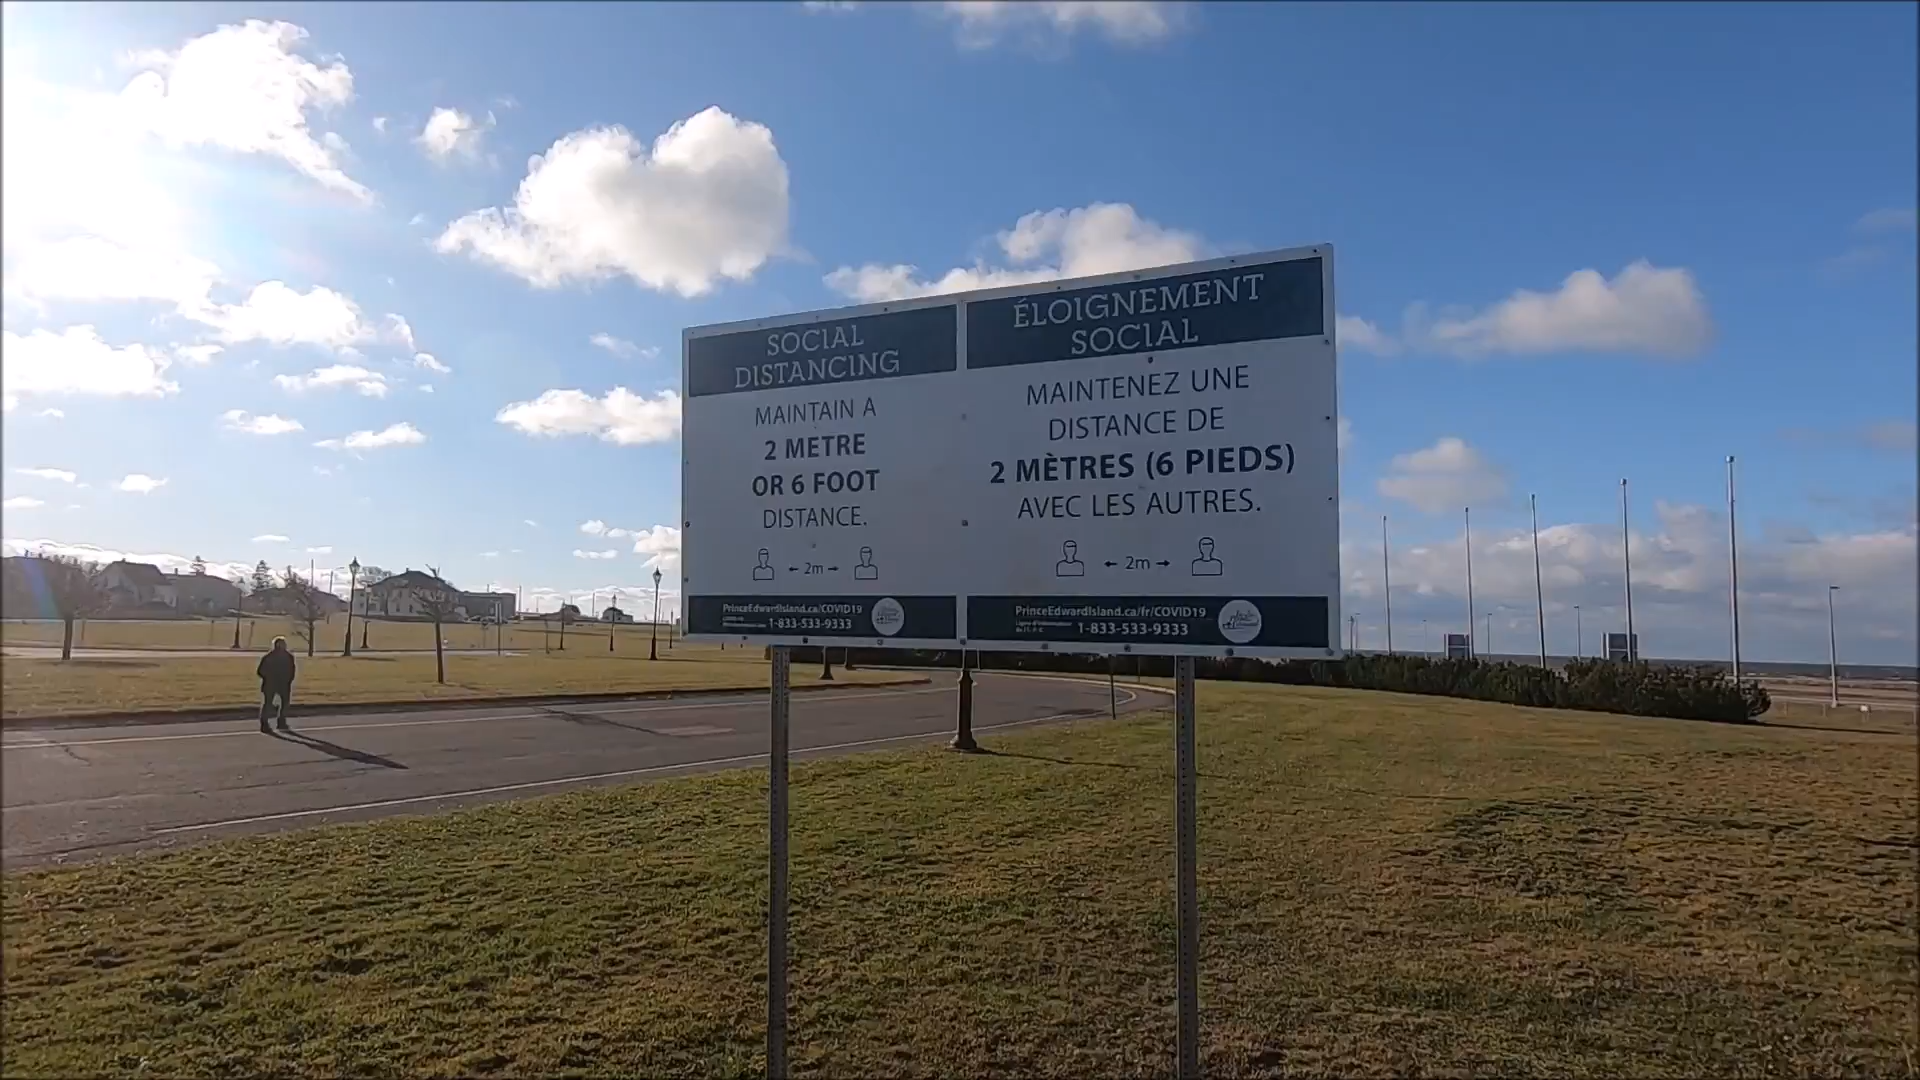 SOCIAL
DISTANCING
MAINTAIN A
2 METRE
OR 6 FOOT
DISTANCE.
2m
PrinceEdwardIsland.ca/COVID19
1-833-533-9333
ÉLOIGNEMENT
SOCIAL
MAINTENEZ UNE
DISTANCE DE
2 MÈTRES (6 PIEDS)
AVEC LES AUTRES.
2m
PrinceEdwardIsland.ca/fr/COVID19
1-833-533-9333